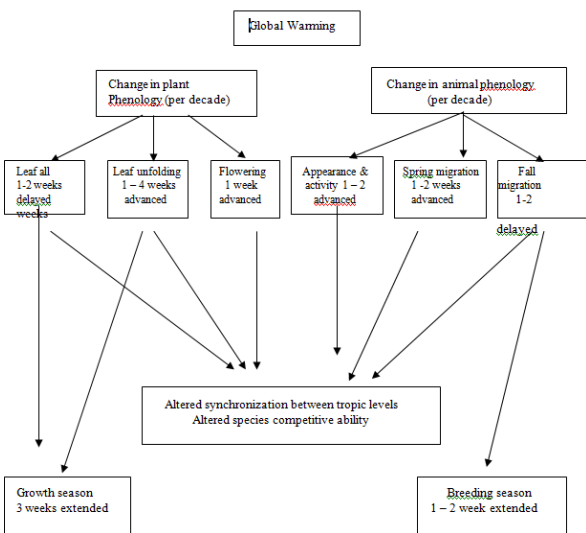 Global Warming
Change in plant
Phenology (per decade)
Change in animal phenology
(per decade)
Leaf all
1-2 weeks
delayed
weeks
Leaf unfolding
1 – 4 weeks
advanced
Flowering
1 week
advanced
Appearance &
activity 1 – 2
advanced
Spring migration
1 -2 weeks
advanced
Fall
migration
1-2
delayed
Altered synchronization between tropic levels
Altered species competitive ability
Growth season
3 weeks extended
Breeding season
1 – 2 week extended